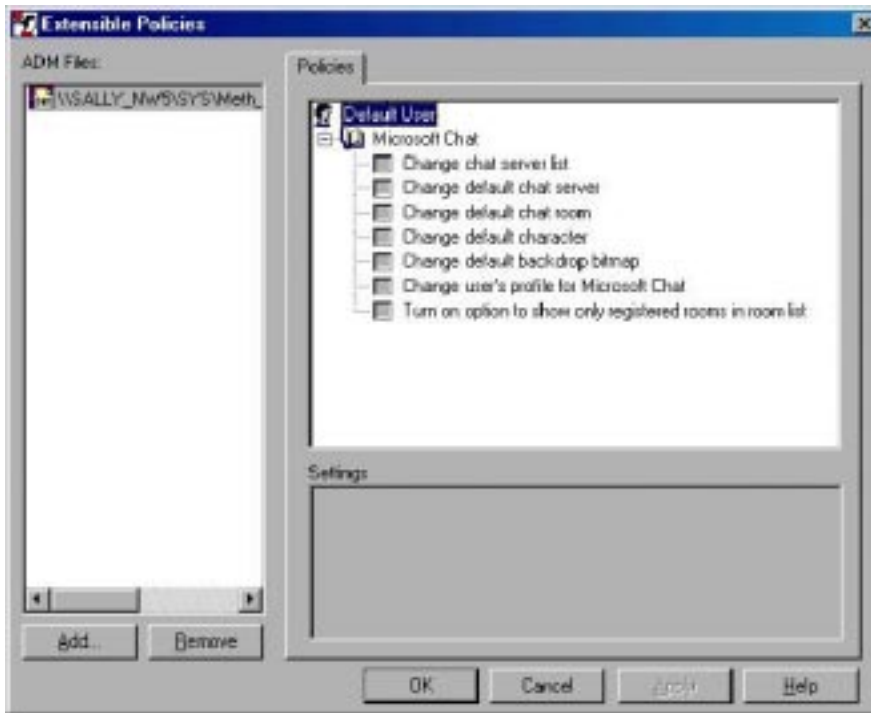 Extensible Policies
ADM Files:
\\SALLY_NW5\SYS\Meth_
Add...
Remove
Policies
Default User
Microsoft Chat
Change chat server list
Change default chat server
Change default chat room
Change default character
Change default backdrop bitmap
Change user's profile for Microsoft Chat
Turn on option to show only registered rooms in room list
Settings
OK
Cancel
Apply
Help